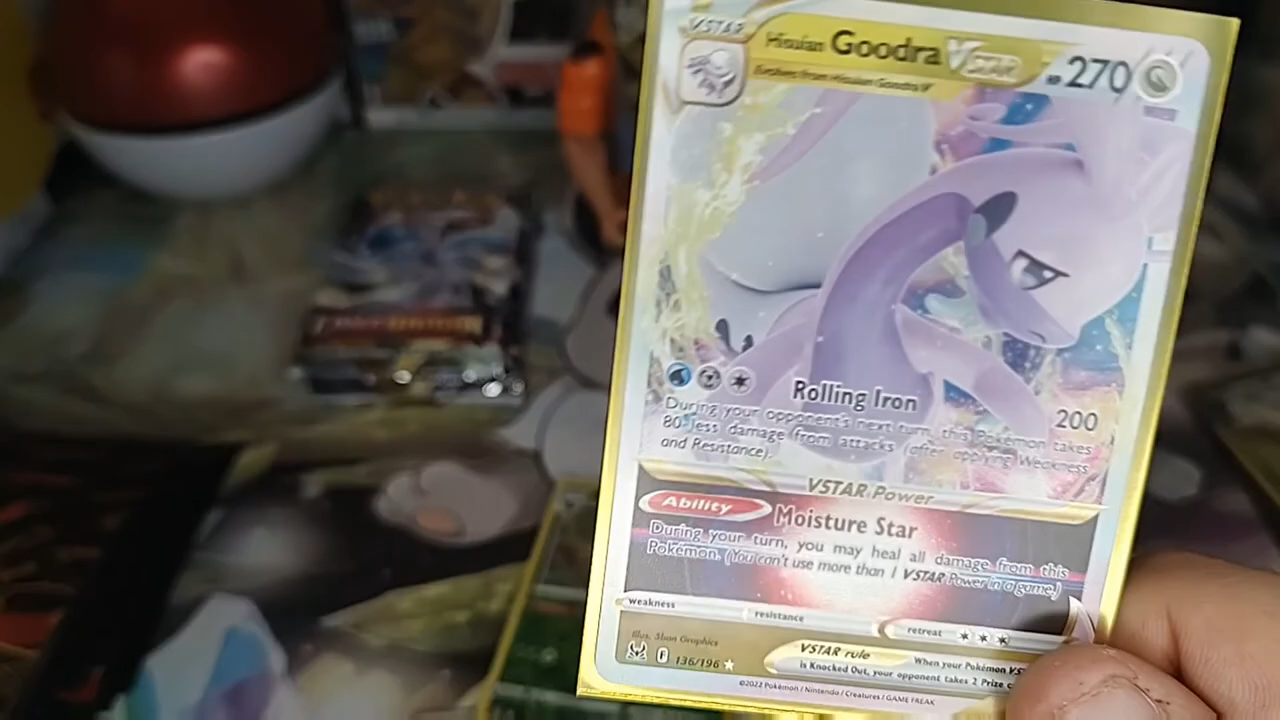 VSTAR
Hisuian Goodra VSTAR
HP 270
Evolves from Hisuian Goodra V
Rolling Iron
200
During your opponent's next turn, this Pokémon takes
80 less damage from attacks (after applying Weakness
and Resistance).
VSTAR Power
Ability
Moisture Star
During your turn, you may heal all damage from this
Pokémon. (You can't use more than 1 VSTAR Power in a game.)
weakness
resistance
retreat
Illus. 5ban Graphics
F 136/196
VSTAR rule
When your Pokémon VS
is Knocked Out, your opponent takes 2 Prize
©2022 Pokémon / Nintendo / Creatures / GAME FREAK